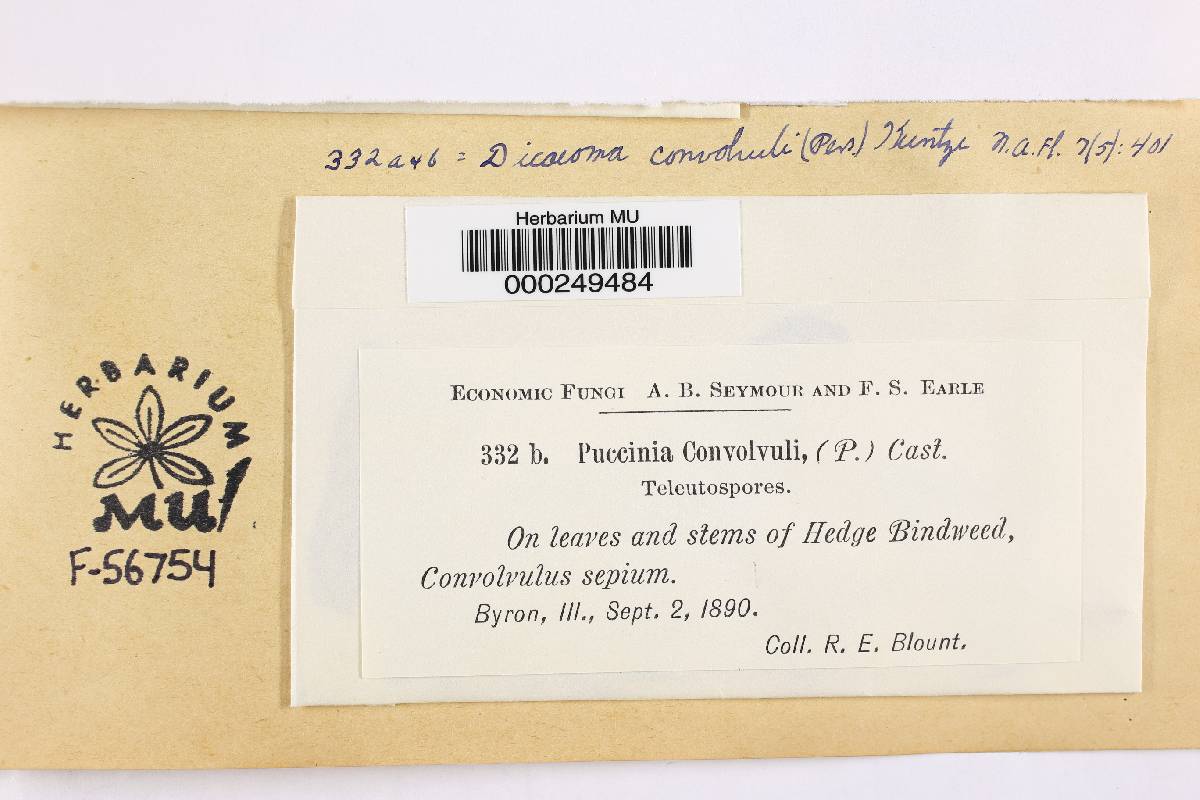 332 a + b = Dicaeoma convolvuli (Pers) Kuntze N.A.Fl. 7(5): 401
Herbarium MU
000249484
HERBARIUM
MU
F-56754
Economic Fungi A. B. Seymour and F. S. Earle
332 b. Puccinia Convolvuli, (P.) Cast.
Teleutospores.
On leaves and stems of Hedge Bindweed,
Convolvulus sepium.
Byron, Ill., Sept. 2, 1890.
Coll. R. E. Blount.